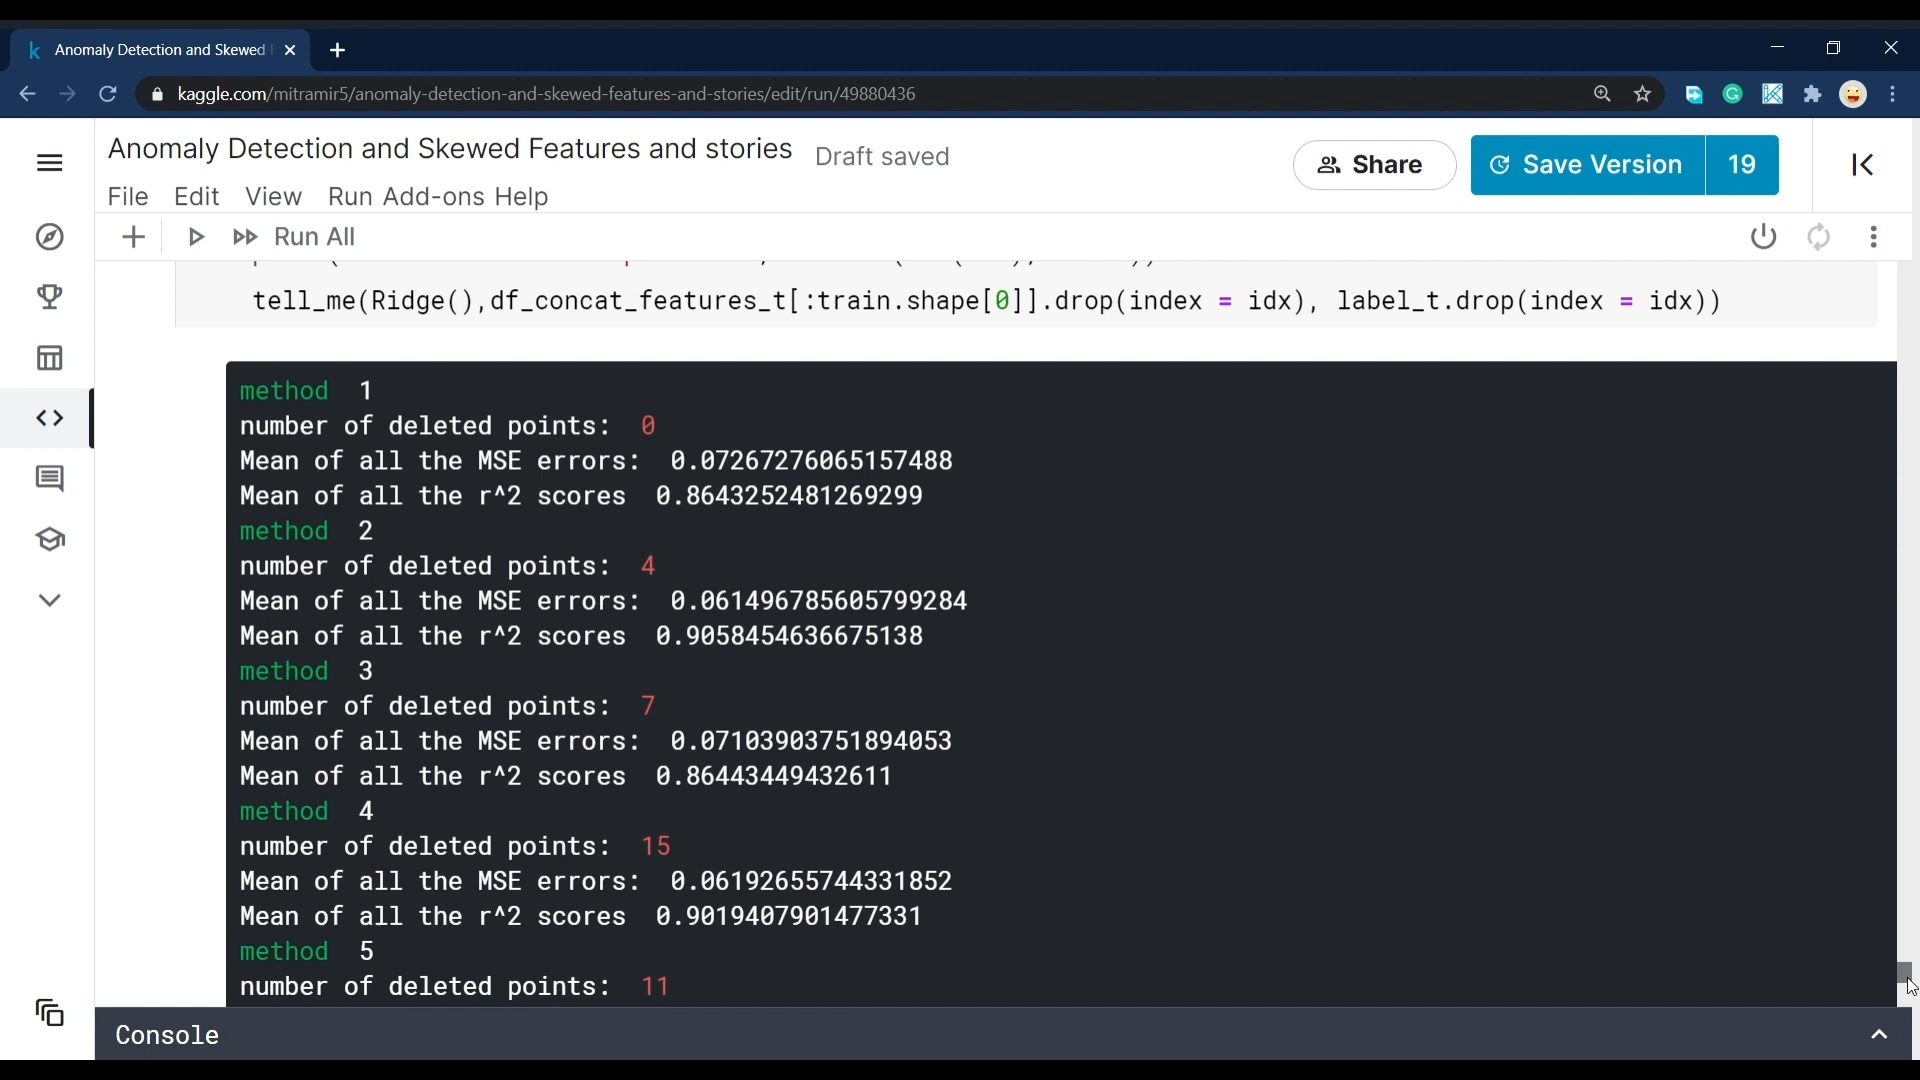 Anomaly Detection and Skewed
kaggle.com/mitramir5/anomaly-detection-and-skewed-features-and-stories/edit/run/49880436
Anomaly Detection and Skewed Features and stories Draft saved
Share
Save Version 19
File Edit View Run Add-ons Help
Run All
tell_me(Ridge(),df_concat_features_t[:train.shape[0]].drop(index = idx), label_t.drop(index = idx))
method 1
number of deleted points: 0
Mean of all the MSE errors: 0.07267276065157488
Mean of all the r^2 scores 0.8643252481269299
method 2
number of deleted points: 4
Mean of all the MSE errors: 0.061496785605799284
Mean of all the r^2 scores 0.9058454636675138
method 3
number of deleted points: 7
Mean of all the MSE errors: 0.07103903751894053
Mean of all the r^2 scores 0.86443449432611
method 4
number of deleted points: 15
Mean of all the MSE errors: 0.06192655744331852
Mean of all the r^2 scores 0.9019407901477331
method 5
number of deleted points: 11
Console